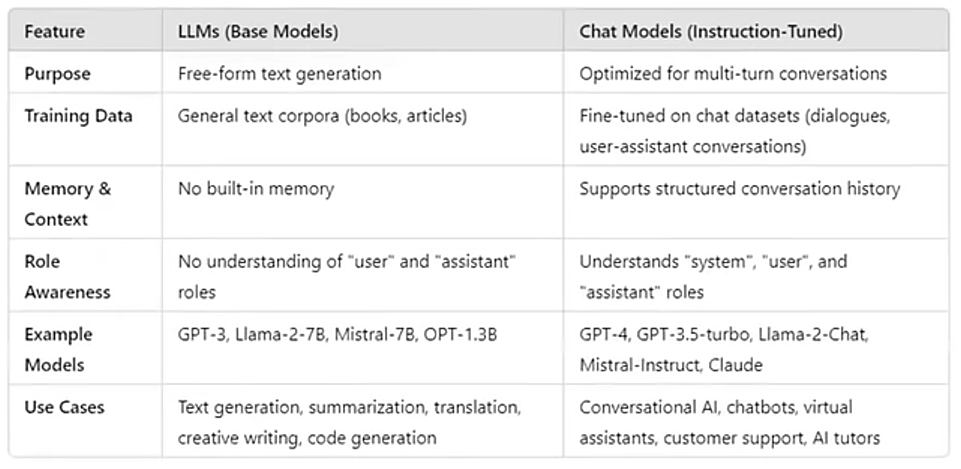 Feature LLMs (Base Models) Chat Models (Instruction-Tuned)
Purpose Free-form text generation Optimized for multi-turn conversations
Training Data General text corpora (books, articles) Fine-tuned on chat datasets (dialogues,
user-assistant conversations)
Memory & No built-in memory Supports structured conversation history
Context
Role No understanding of "user" and "assistant" Understands "system", "user", and
Awareness roles "assistant" roles
Example GPT-3, Llama-2-7B, Mistral-7B, OPT-1.3B GPT-4, GPT-3.5-turbo, Llama-2-Chat,
Models Mistral-Instruct, Claude
Use Cases Text generation, summarization, translation, Conversational AI, chatbots, virtual
creative writing, code generation assistants, customer support, AI tutors